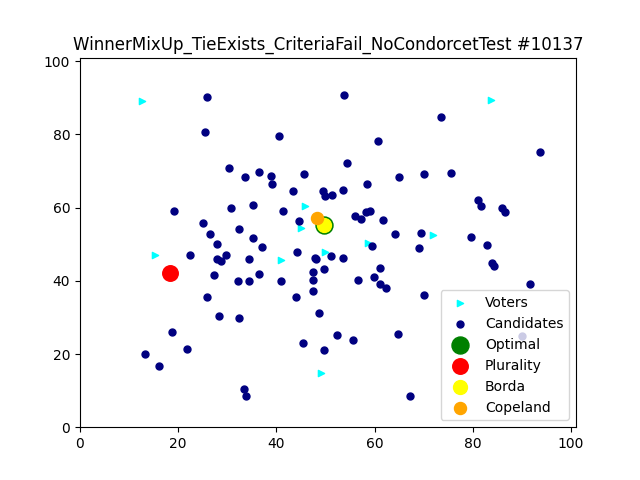 WinnerMixUp_TieExists_CriteriaFail_NoCondorcetTest #10137
100
80
60
40
20
0
0 20 40 60 80 100
Voters
Candidates
Optimal
Plurality
Borda
Copeland